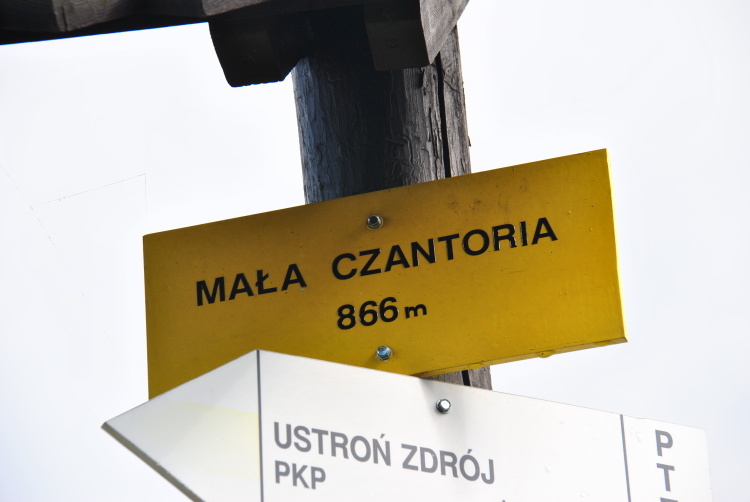 MAŁA CZANTORIA
866 m
USTROŃ ZDRÓJ
PKP
P
T